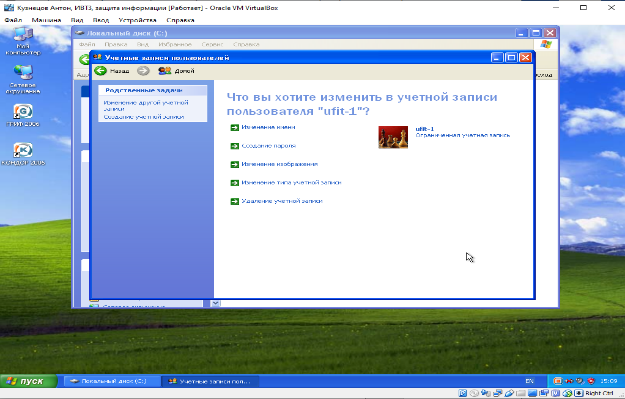 Кузнецов Антон, ИВТ3, защита информации [Работает] - Oracle VM VirtualBox
Файл Машина Вид Ввод Устройства Справка
Мой компьютер
Сетевое окружение
ГРИФ 2006
КОНДОР 2006
Локальный диск (C:)
Файл Правка Вид Избранное Сервис Справка
Учетные записи пользователей
Назад Домой
Родственные задачи
Изменение другой учетной
записи
Создание учетной записи
Что вы хотите изменить в учетной записи
пользователя "ufit-1"?
Изменение имени
Создание пароля
Изменение изображения
Изменение типа учетной записи
Удаление учетной записи
ufit-1
Ограниченная учетная запись
пуск
Локальный диск (C:)
Учетные записи пол...
EN
15:09
Right Ctrl